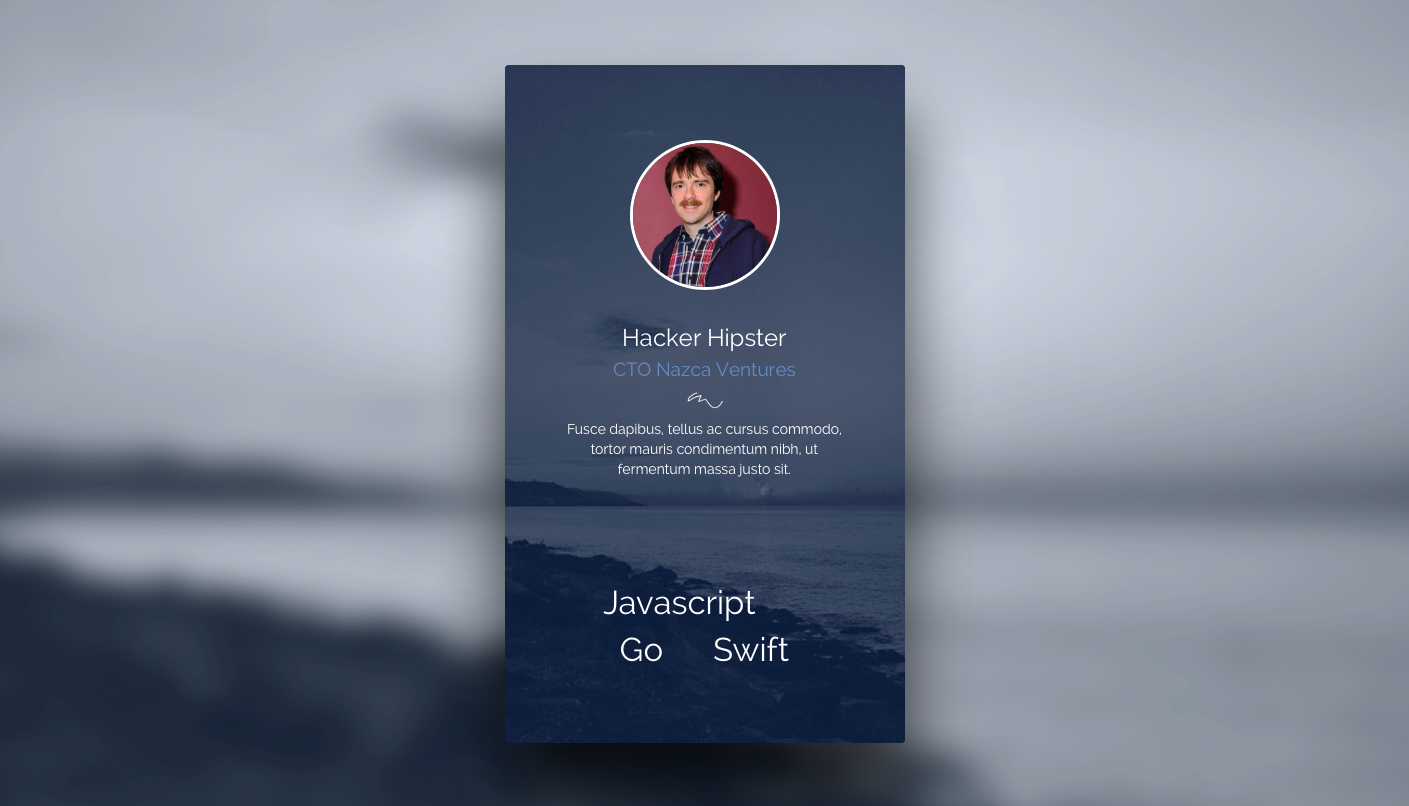 Hacker Hipster
CTO Nazca Ventures
Fusce dapibus, tellus ac cursus commodo,
tortor mauris condimentum nibh, ut
fermentum massa justo sit.
Javascript
Go Swift